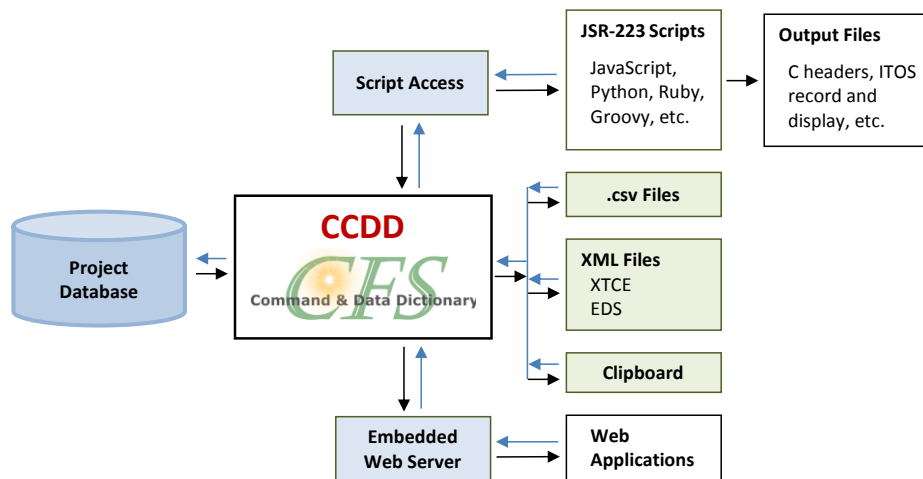 JSR-223 Scripts
JavaScript,
Python, Ruby,
Groovy, etc.
Output Files
C headers, ITOS
record and
display, etc.
Script Access
.csv Files
CCDD
CFS
Command & Data Dictionary
Project
Database
XML Files
XTCE
EDS
Clipboard
Embedded
Web Server
Web
Applications